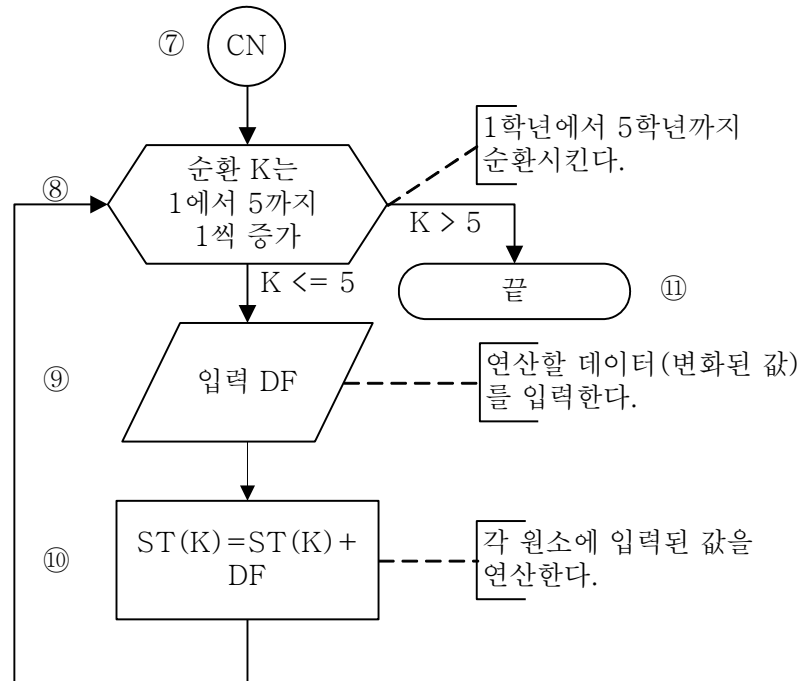 ⑦
CN
1학년에서 5학년까지
순환시킨다.
⑧
순환 K는
1에서 5까지
1씩 증가
K > 5
K <= 5
끝
⑪
⑨
입력 DF
연산할 데이터(변화된 값)
를 입력한다.
⑩
ST(K)=ST(K)+
DF
각 원소에 입력된 값을
연산한다.